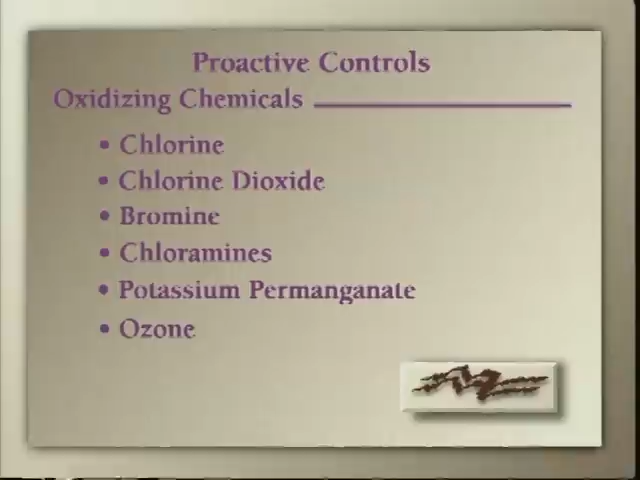 Proactive Controls
Oxidizing Chemicals
• Chlorine
• Chlorine Dioxide
• Bromine
• Chloramines
• Potassium Permanganate
• Ozone